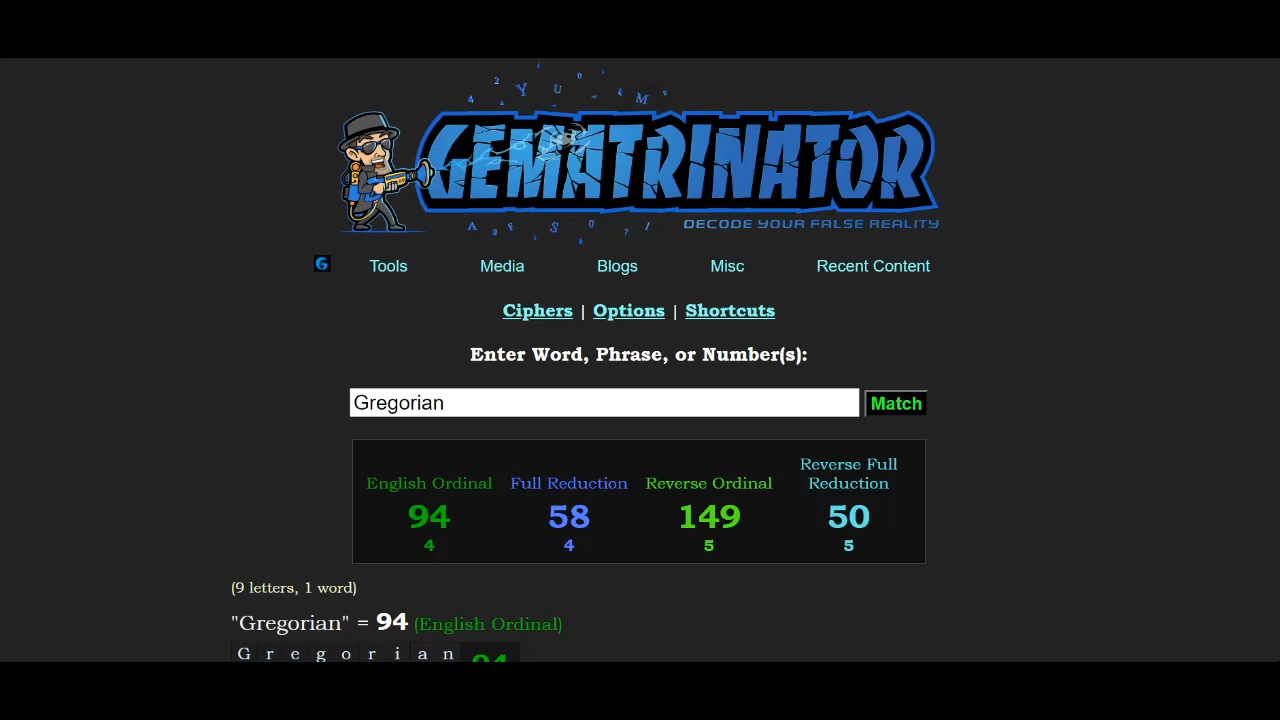 GEMATRINATOR
DECODE YOUR FALSE REALITY
G Tools Media Blogs Misc Recent Content
Ciphers | Options | Shortcuts
Enter Word, Phrase, or Number(s):
Gregorian Match
English Ordinal Full Reduction Reverse Ordinal Reverse Full Reduction
94 58 149 50
4 4 5 5
(9 letters, 1 word)
"Gregorian" = 94 (English Ordinal)
G r e g o r i a n 94